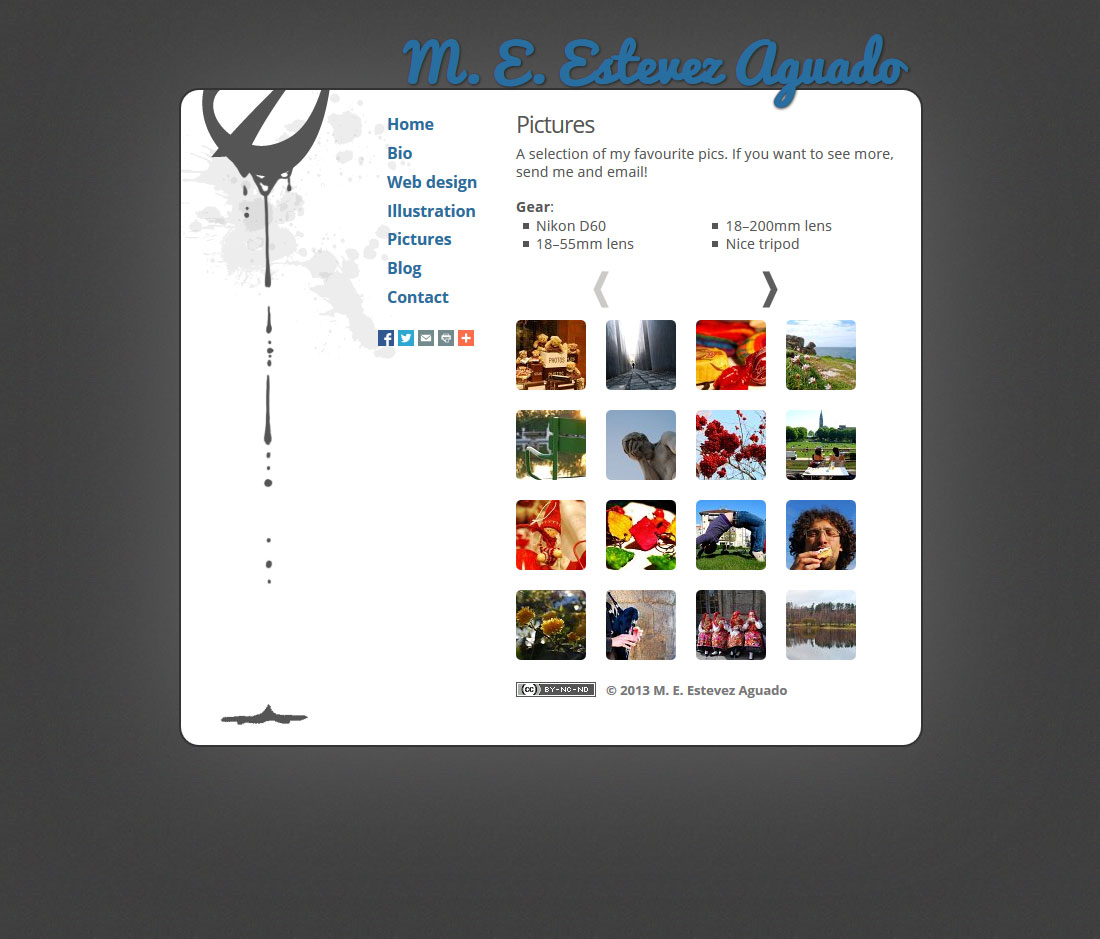 M. E. Estevez Aguado
Home
Bio
Web design
Illustration
Pictures
Blog
Contact
Pictures
A selection of my favourite pics. If you want to see more,
send me and email!
Gear:
Nikon D60
18–55mm lens
18–200mm lens
Nice tripod
PHOTOS
cc BY-NC-ND
© 2013 M. E. Estevez Aguado